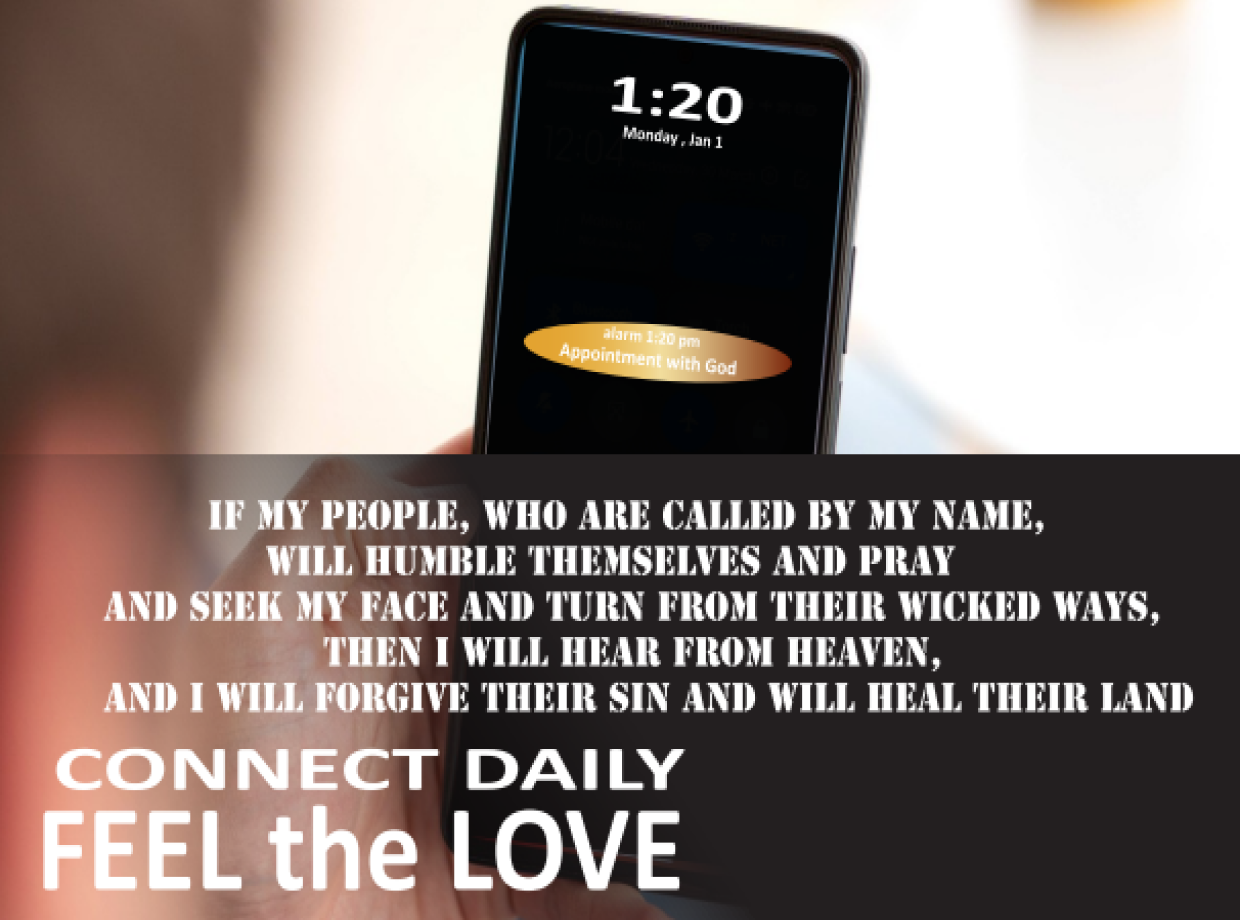 1:20
Monday , Jan 1
alarm 1:20 pm
Appointment with God
IF MY PEOPLE, WHO ARE CALLED BY MY NAME,
WILL HUMBLE THEMSELVES AND PRAY
AND SEEK MY FACE AND TURN FROM THEIR WICKED WAYS,
THEN I WILL HEAR FROM HEAVEN,
AND I WILL FORGIVE THEIR SIN AND WILL HEAL THEIR LAND
CONNECT DAILY
FEEL the LOVE